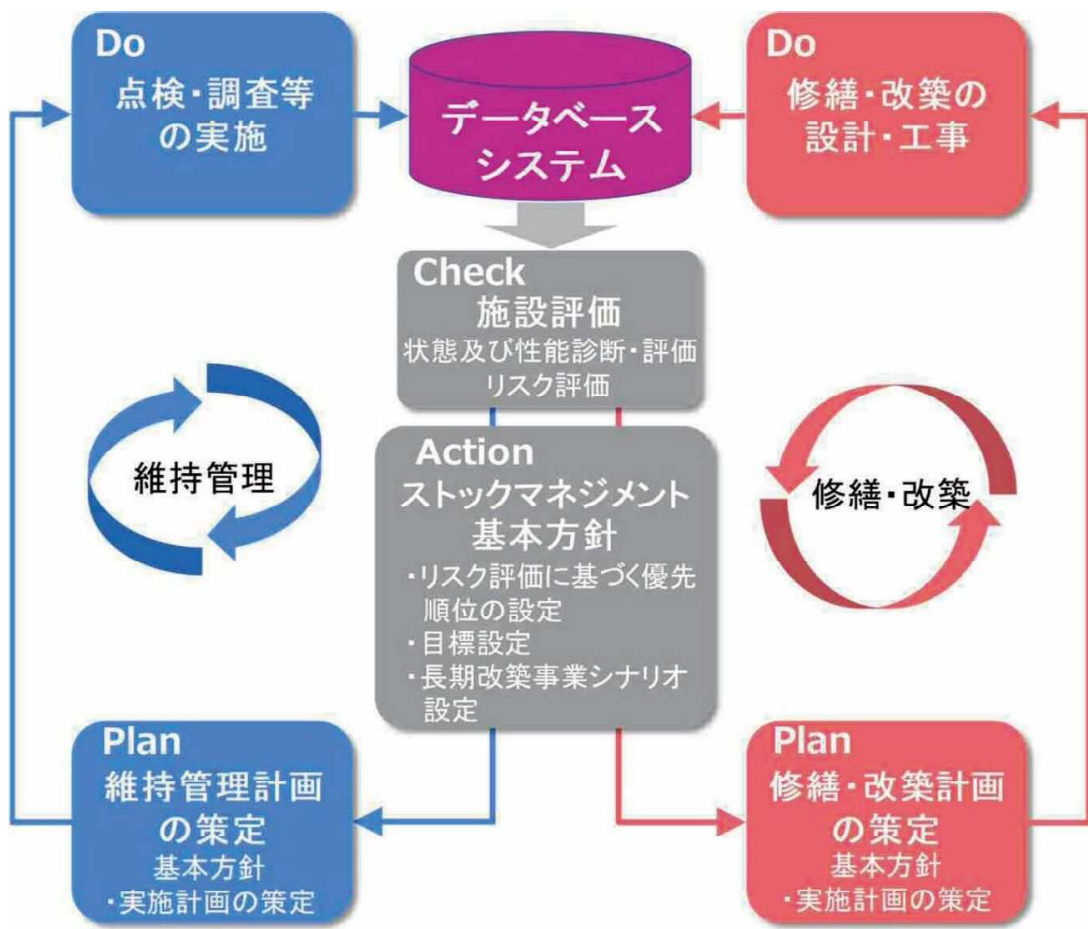 Do
点検・調査等
の実施
データベース
システム
Do
修繕・改築の
設計・工事
Check
施設評価
状態及び性能診断・評価
リスク評価
維持管理
Action
ストックマネジメント
基本方針
・リスク評価に基づく優先
順位の設定
・目標設定
・長期改築事業シナリオ
設定
修繕・改築
Plan
維持管理計画
の策定
基本方針
・実施計画の策定
Plan
修繕・改築計画
の策定
基本方針
・実施計画の策定